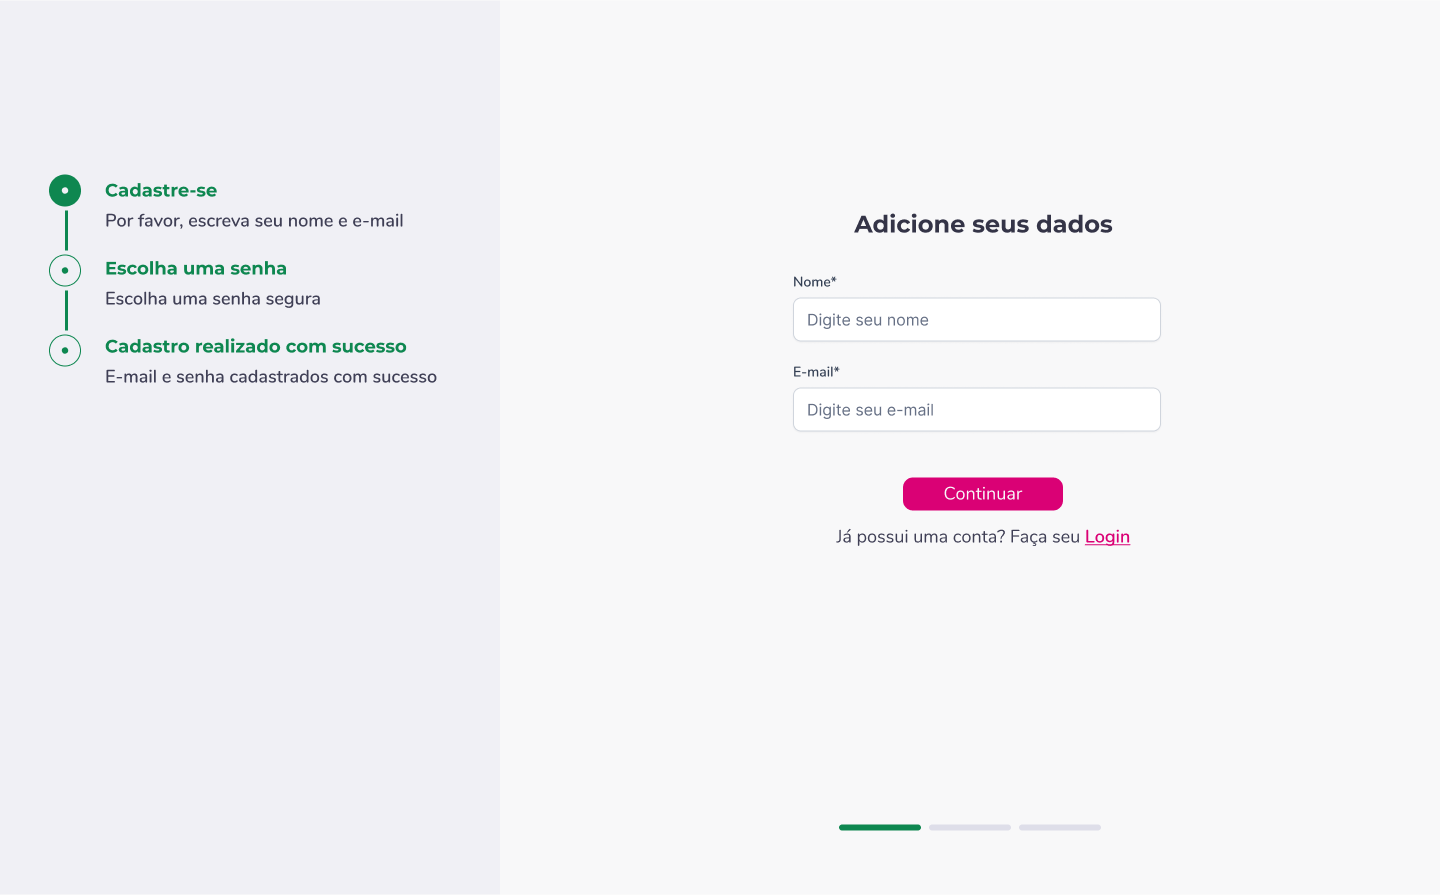 Cadastre-se
Por favor, escreva seu nome e e-mail
Escolha uma senha
Escolha uma senha segura
Cadastro realizado com sucesso
E-mail e senha cadastrados com sucesso
Adicione seus dados
Nome*
Digite seu nome
E-mail*
Digite seu e-mail
Continuar
Já possui uma conta? Faça seu Login